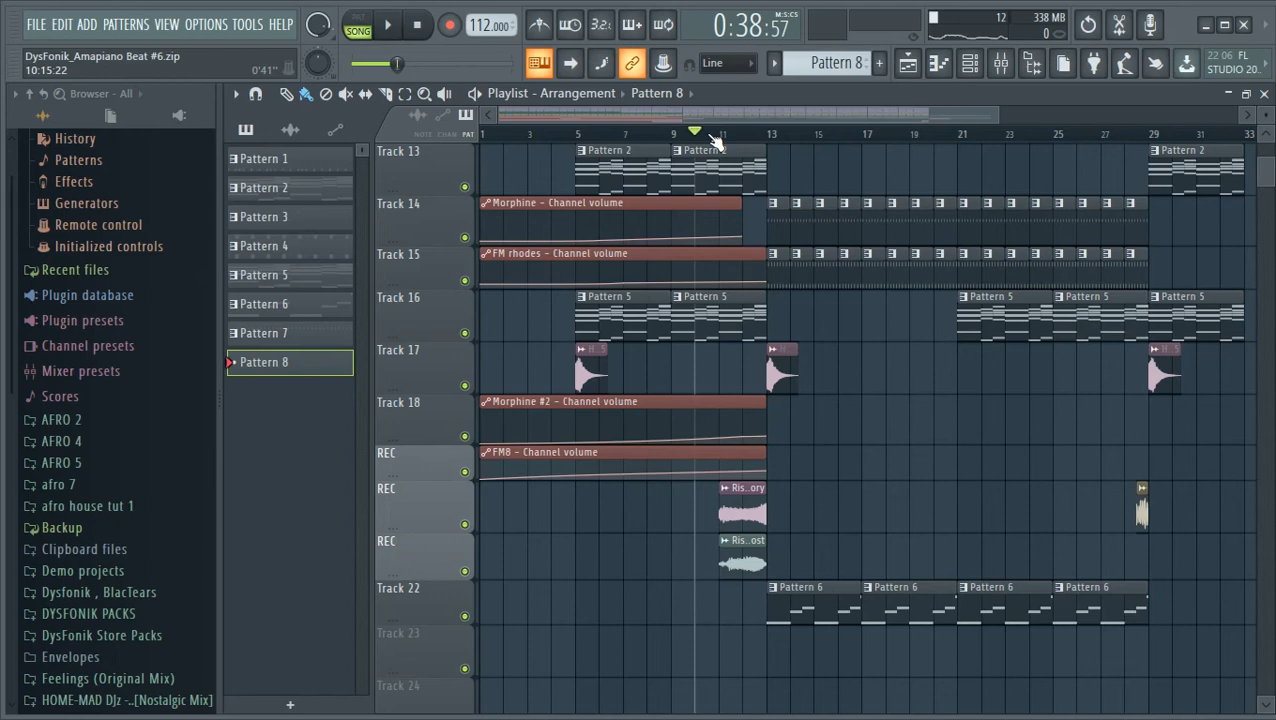 FILE EDIT ADD PATTERNS VIEW OPTIONS TOOLS HELP
PAT
SONG
112.000
3.2:
0:38:57
M:S:CS
12
338 MB
0
DysFonik_Amapiano Beat #6.zip
10:15:22
0'41"
Line
Pattern 8
22 06 FL
STUDIO 20..
Browser - All
Playlist - Arrangement
Pattern 8
NOTE CHAN PAT
1 3 5 7 9 11 13 15 17 19 21 23 25 27 29 31 33
History
Patterns
Effects
Generators
Remote control
Initialized controls
Recent files
Plugin database
Plugin presets
Channel presets
Mixer presets
Scores
AFRO 2
AFRO 4
AFRO 5
afro 7
afro house tut 1
Backup
Clipboard files
Demo projects
Dysfonik , BlacTears
DYSFONIK PACKS
DysFonik Store Packs
Envelopes
Feelings (Original Mix)
HOME-MAD DJz -..[Nostalgic Mix]
Pattern 1
Pattern 2
Pattern 3
Pattern 4
Pattern 5
Pattern 6
Pattern 7
Pattern 8
+
Track 13
Pattern 2
Pattern 2
Track 14
Morphine - Channel volume
Track 15
FM rhodes - Channel volume
Track 16
Pattern 5
Pattern 5
Pattern 5
Pattern 5
Pattern 5
Track 17
Track 18
Morphine #2 - Channel volume
REC
FM8 - Channel volume
REC
Ris..ory
REC
Ris..ost
Track 22
Pattern 6
Pattern 6
Pattern 6
Pattern 6
Track 23
Track 24